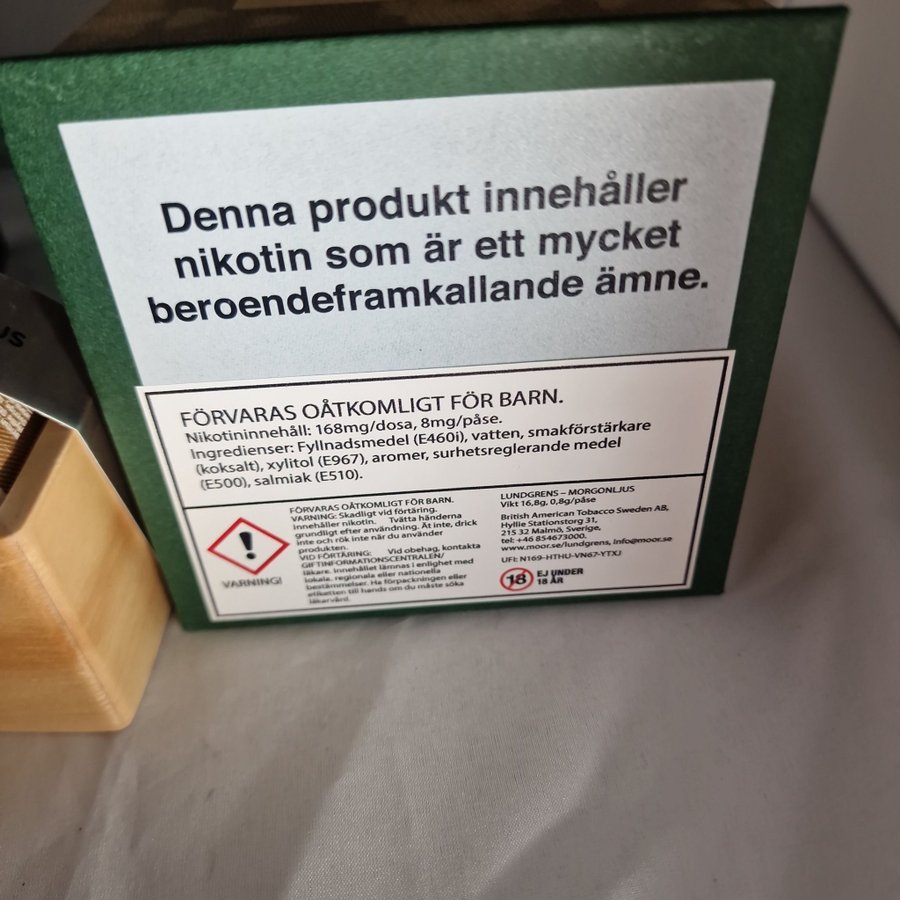 Denna produkt innehåller
nikotin som är ett mycket
beroendeframkallande ämne.
FÖRVARAS OÅTKOMLIGT FÖR BARN.
Nikotininnehåll: 168mg/dosa, 8mg/påse.
Ingredienser: Fyllnadsmedel (E460i), vatten, smakförstärkare
(koksalt), xylitol (E967), aromer, surhetsreglerande medel
(E500), salmiak (E510).
FÖRVARAS OÅTKOMLIGT FÖR BARN.
VARNING: Skadligt vid förtäring.
Innehåller nikotin. Tvätta händerna
grundligt efter användning. Ät inte, drick
inte och rök inte när du använder
produkten.
VID FÖRTÄRING: Vid obehag, kontakta
GIFTINFORMATIONSCENTRALEN/
läkare. Innehållet lämnas i enlighet med
lokala, regionala eller nationella
bestämmelser. Ha förpackningen eller
etiketten till hands om du måste söka
läkarvård.
VARNING!
LUNDGRENS – MORGONLJUS
Vikt 16,8g, 0,8g/påse
British American Tobacco Sweden AB,
Hyllie Stationstorg 31,
215 32 Malmö, Sverige,
tel: +46 854673000.
www.moor.se/lundgrens, info@moor.se
UFI: N169-HTHU-VN67-YTXJ
18 EJ UNDER
18 ÅR
US